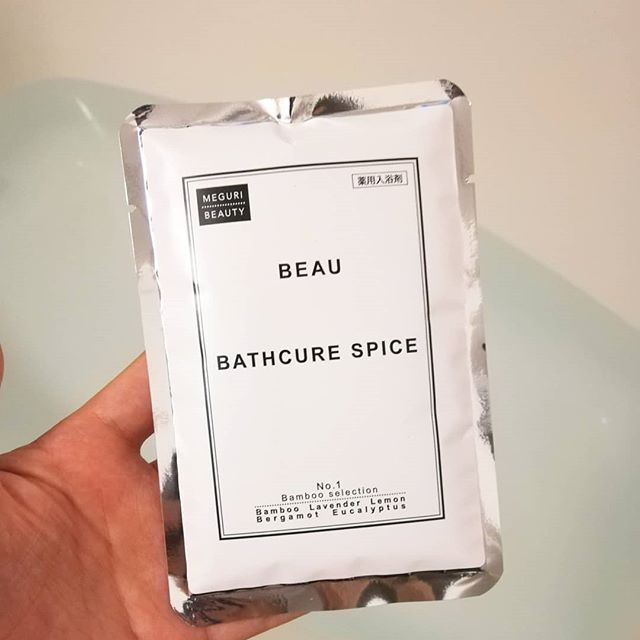 MEGURI
BEAUTY
薬用入浴剤
BEAU
BATHCURE SPICE
No.1
Bamboo selection
Bamboo Lavender Lemon
Bergamot Eucalyptus